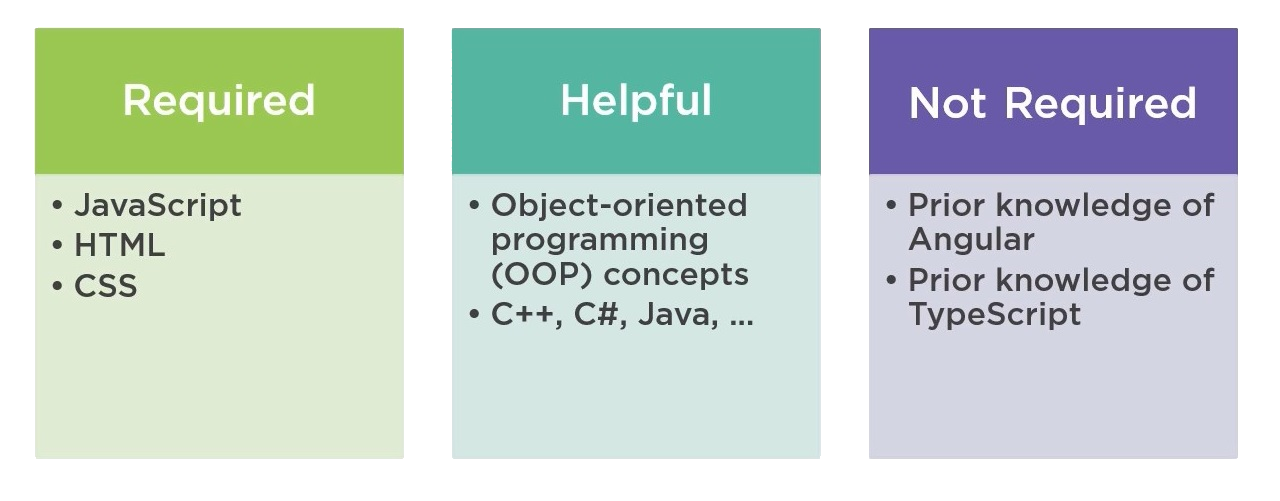 Required
• JavaScript
• HTML
• CSS
Helpful
• Object-oriented
programming
(OOP) concepts
• C++, C#, Java, ...
Not Required
• Prior knowledge of
Angular
• Prior knowledge of
TypeScript